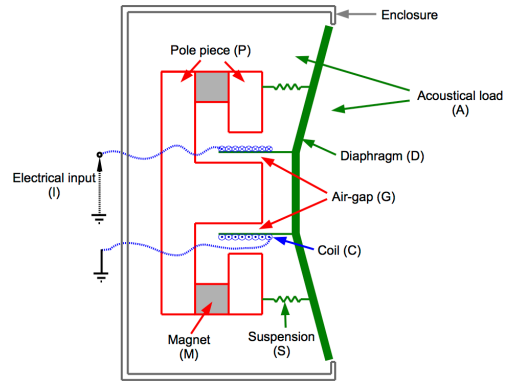 Enclosure
Pole piece (P)
Acoustical load
(A)
Diaphragm (D)
Electrical input
(I)
Air-gap (G)
Coil (C)
Magnet
(M)
Suspension
(S)